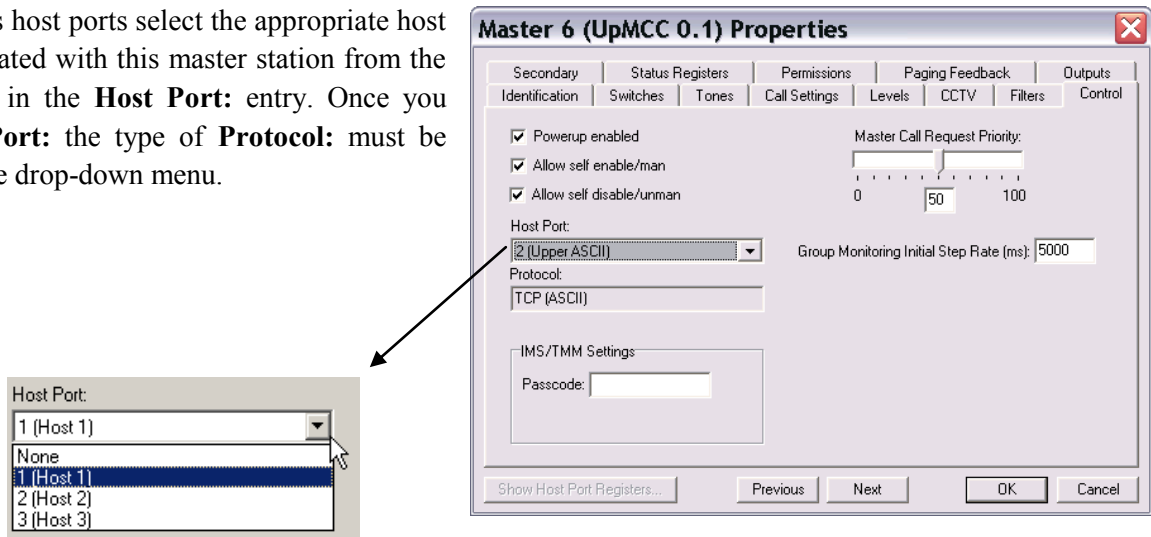 s host ports select the appropriate host
ated with this master station from the
in the Host Port: entry. Once you
Port: the type of Protocol: must be
e drop-down menu.
Master 6 (UpMCC 0.1) Properties
Secondary Status Registers Permissions Paging Feedback Outputs
Identification Switches Tones Call Settings Levels CCTV Filters Control
Powerup enabled
Master Call Request Priority:
Allow self enable/man
Allow self disable/unman
0 50 100
Host Port:
2 (Upper ASCII)
Group Monitoring Initial Step Rate (ms): 5000
Protocol:
TCP (ASCII)
IMS/TMM Settings
Passcode:
Show Host Port Registers... Previous Next OK Cancel
Host Port:
1 (Host 1)
None
1 (Host 1)
2 (Host 2)
3 (Host 3)